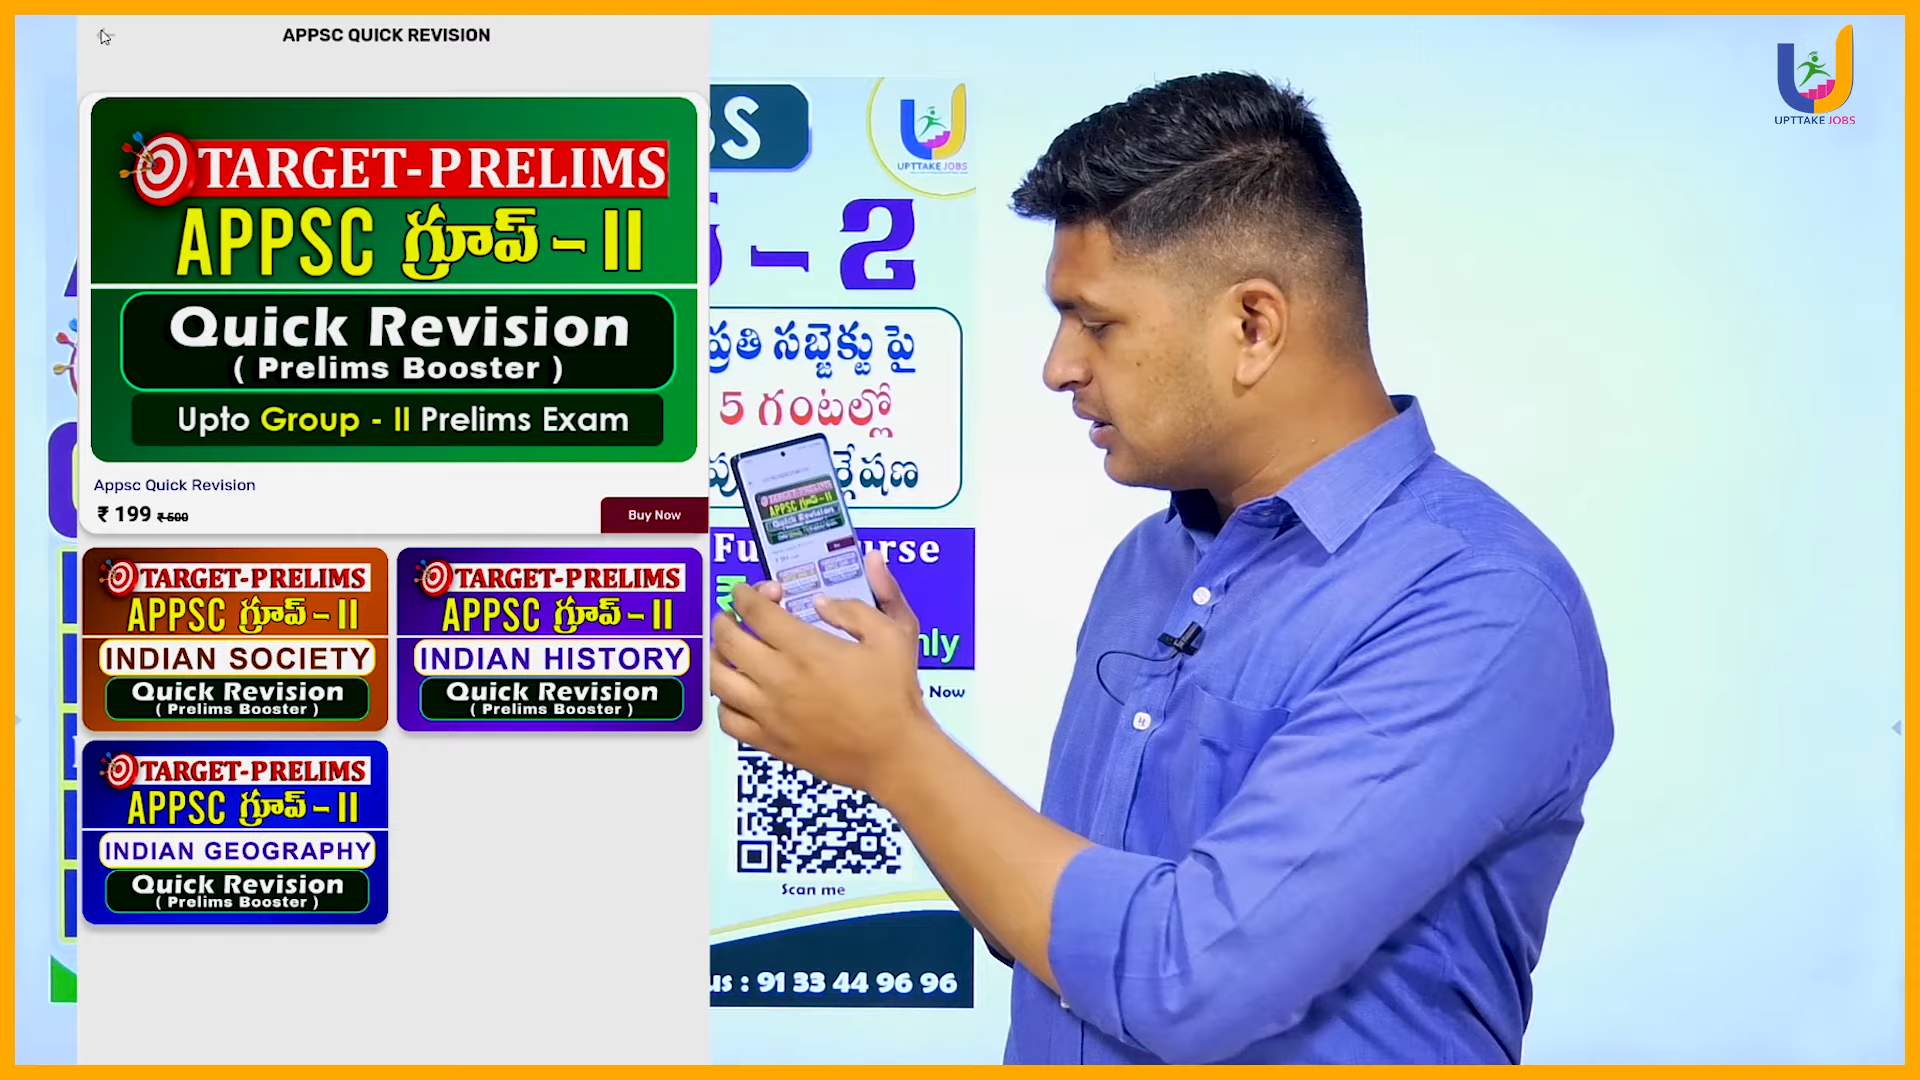 APPSC QUICK REVISION
TARGET-PRELIMS
APPSC గ్రూప్ - II
Quick Revision
( Prelims Booster )
Upto Group - II Prelims Exam
Appsc Quick Revision
₹ 199 ₹ 500
Buy Now
TARGET-PRELIMS
APPSC గ్రూప్ - II
INDIAN SOCIETY
Quick Revision
( Prelims Booster )
TARGET-PRELIMS
APPSC గ్రూప్ - II
INDIAN HISTORY
Quick Revision
( Prelims Booster )
TARGET-PRELIMS
APPSC గ్రూప్ - II
INDIAN GEOGRAPHY
Quick Revision
( Prelims Booster )
UPTTAKE JOBS
- 2
ప్రతి సబ్జెక్టు పై
5 గంటల్లో
Now
Scan me
us : 91 33 44 96 96
UPTTAKE JOBS